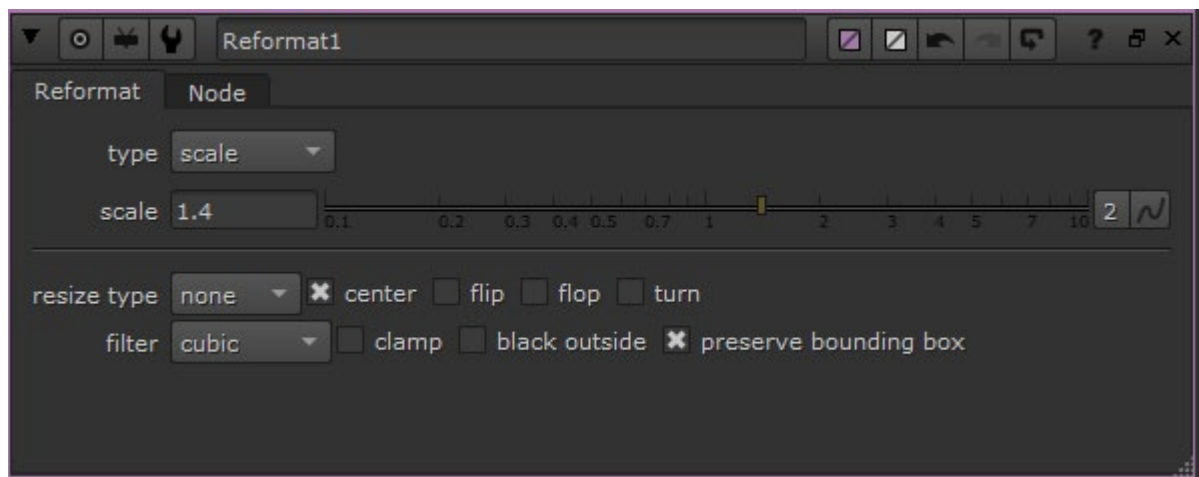 Reformat1 ?
Reformat Node
type scale
scale 1.4 2
0.1 0.2 0.3 0.4 0.5 0.7 1 2 3 4 5 7 10
resize type none center flip flop turn
filter cubic clamp black outside preserve bounding box